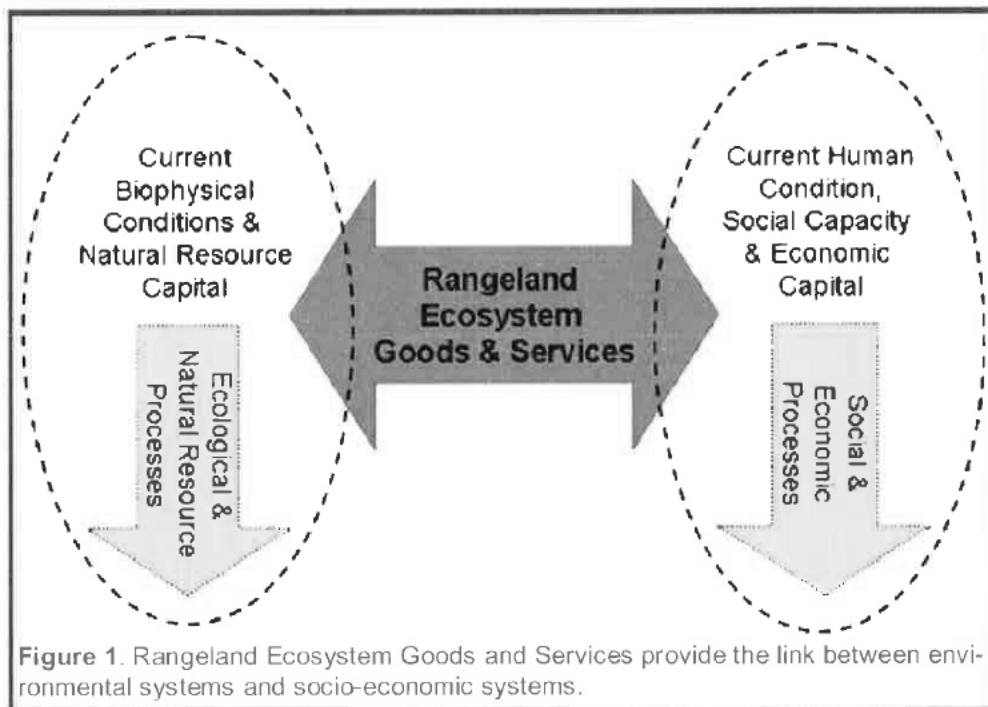 Current
Biophysical
Conditions &
Natural Resource
Capital
Ecological &
Natural Resource
Processes
Rangeland
Ecosystem
Goods & Services
Current Human
Condition,
Social Capacity
& Economic
Capital
Social &
Economic
Processes
Figure 1. Rangeland Ecosystem Goods and Services provide the link between envi-
ronmental systems and socio-economic systems.